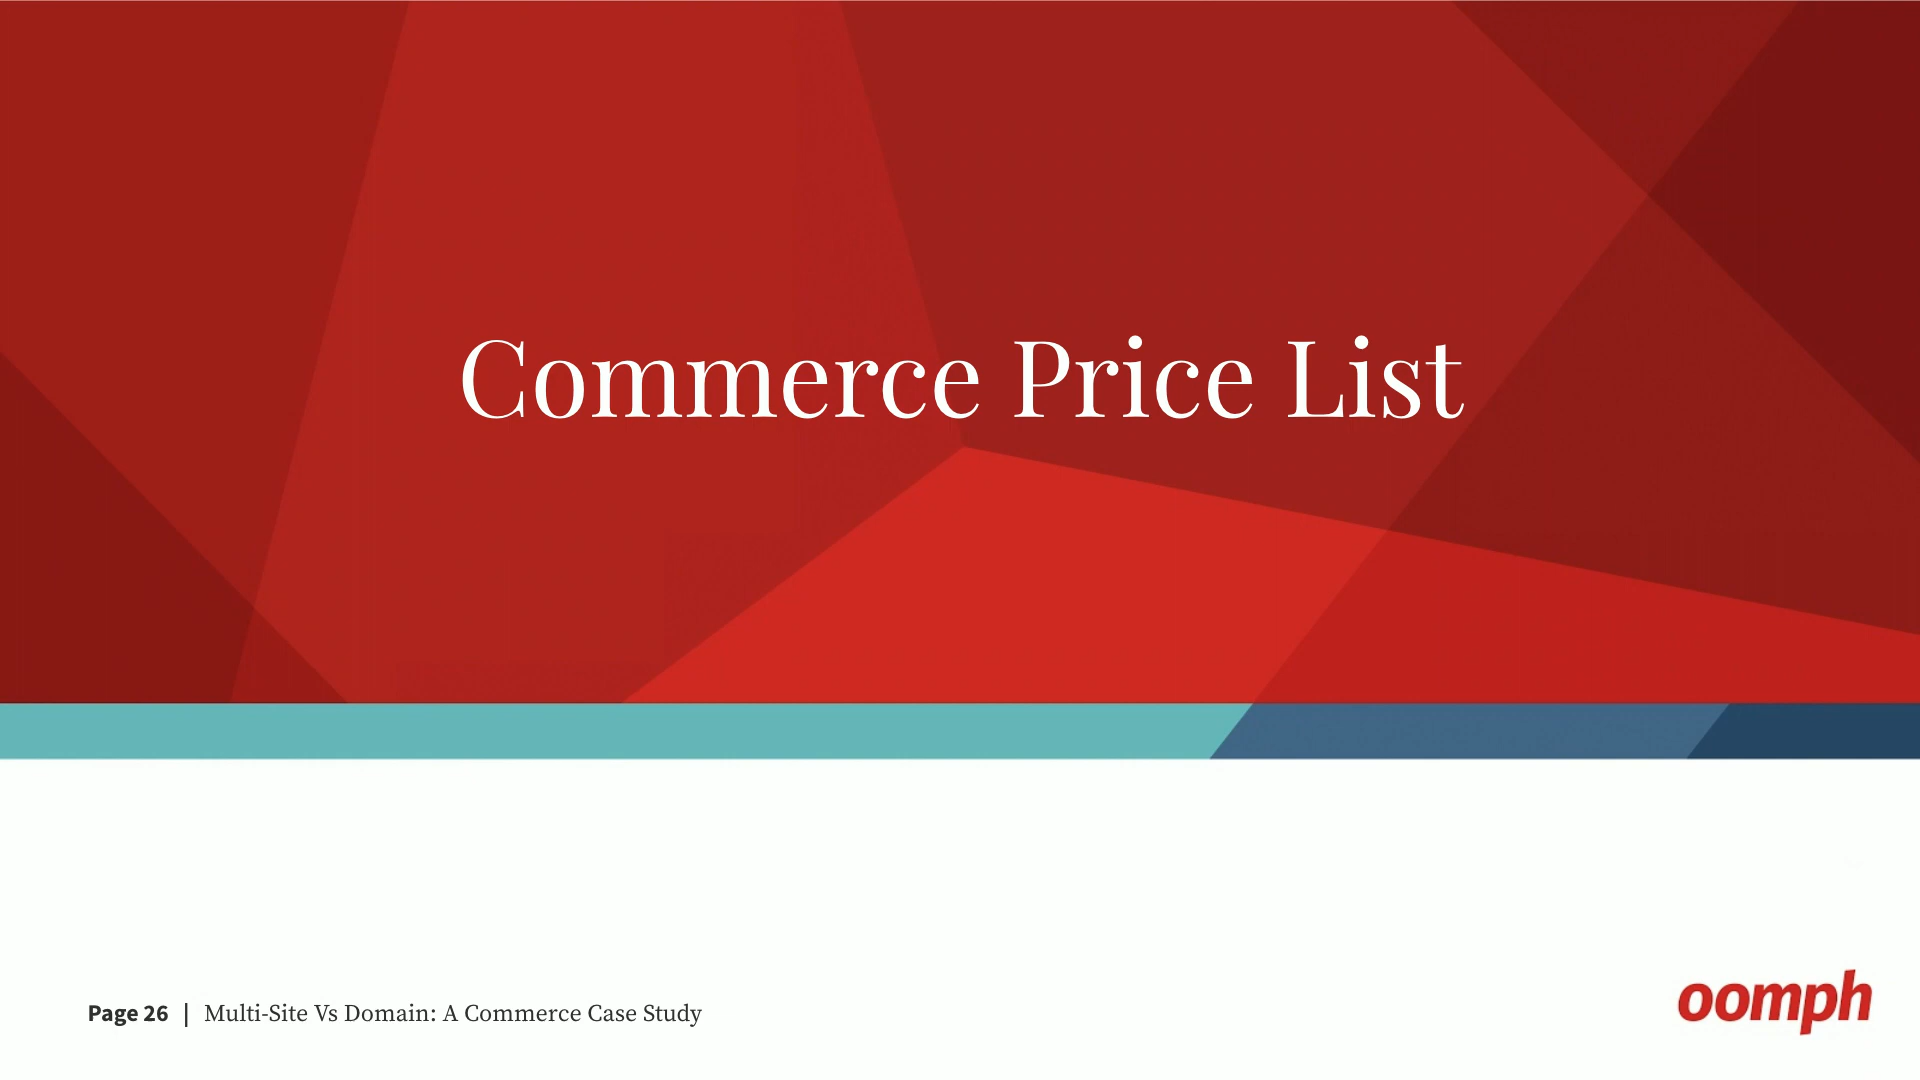 Commerce Price List
Page 26 | Multi-Site Vs Domain: A Commerce Case Study
oomph